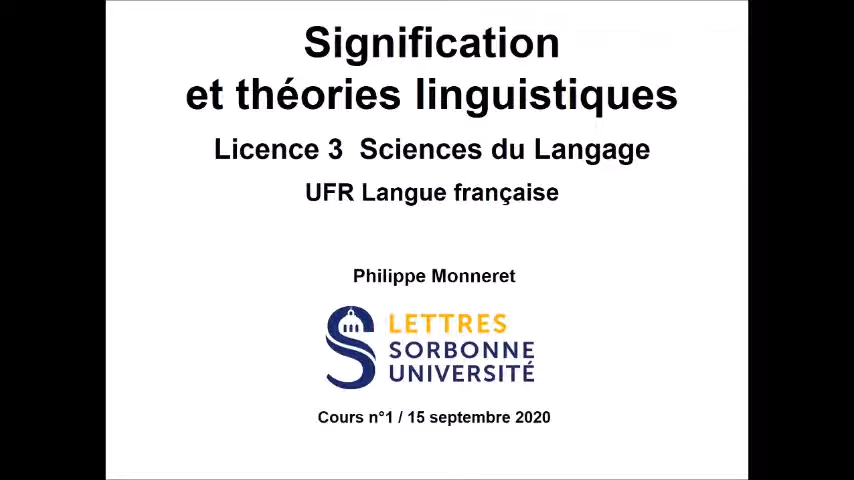 Signification
et théories linguistiques
Licence 3 Sciences du Langage
UFR Langue française
Philippe Monneret
LETTRES
SORBONNE
UNIVERSITÉ
Cours n°1 / 15 septembre 2020